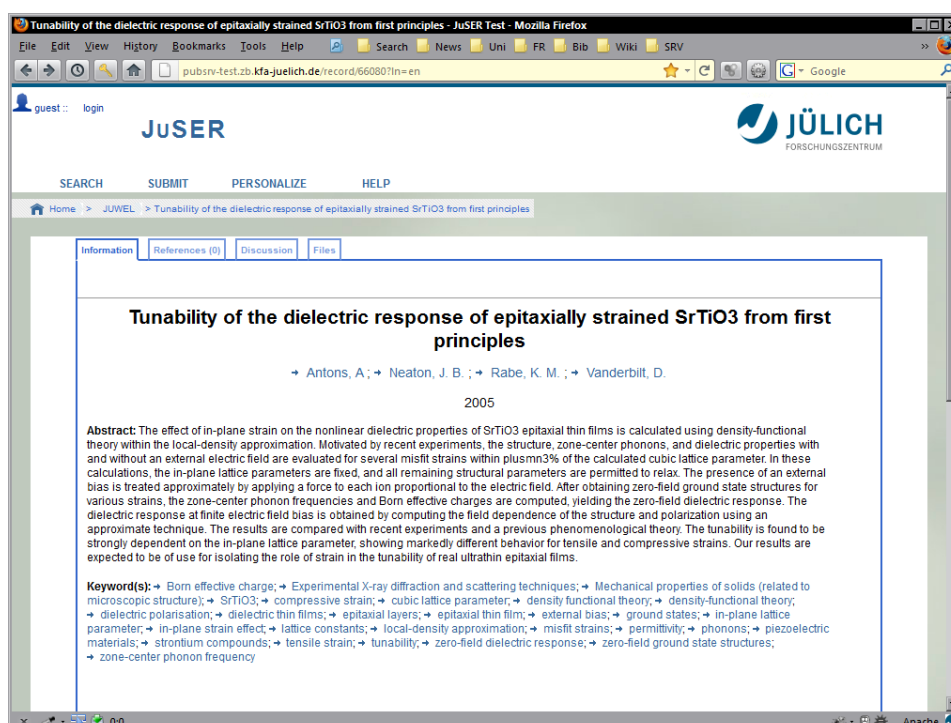 Tunability of the dielectric response of epitaxially strained SrTiO3 from first principles - JuSER Test - Mozilla Firefox
File Edit View History Bookmarks Tools Help Search News Uni FR Bib Wiki SRV »
pubsrv-test.zb.kfa-juelich.de/record/66080?ln=en Google
guest :: login
JuSER
JÜLICH
FORSCHUNGSZENTRUM
SEARCH SUBMIT PERSONALIZE HELP
Home > JUWEL > Tunability of the dielectric response of epitaxially strained SrTiO3 from first principles
Information References (0) Discussion Files
Tunability of the dielectric response of epitaxially strained SrTiO3 from first
principles
→ Antons, A ; → Neaton, J. B. ; → Rabe, K. M. ; → Vanderbilt, D.
2005
Abstract: The effect of in-plane strain on the nonlinear dielectric properties of SrTiO3 epitaxial thin films is calculated using density-functional
theory within the local-density approximation. Motivated by recent experiments, the structure, zone-center phonons, and dielectric properties with
and without an external electric field are evaluated for several misfit strains within plusmn3% of the calculated cubic lattice parameter. In these
calculations, the in-plane lattice parameters are fixed, and all remaining structural parameters are permitted to relax. The presence of an external
bias is treated approximately by applying a force to each ion proportional to the electric field. After obtaining zero-field ground state structures for
various strains, the zone-center phonon frequencies and Born effective charges are computed, yielding the zero-field dielectric response. The
dielectric response at finite electric field bias is obtained by computing the field dependence of the structure and polarization using an
approximate technique. The results are compared with recent experiments and a previous phenomenological theory. The tunability is found to be
strongly dependent on the in-plane lattice parameter, showing markedly different behavior for tensile and compressive strains. Our results are
expected to be of use for isolating the role of strain in the tunability of real ultrathin epitaxial films.
Keyword(s): → Born effective charge; → Experimental X-ray diffraction and scattering techniques; → Mechanical properties of solids (related to
microscopic structure); → SrTiO3; → compressive strain; → cubic lattice parameter; → density functional theory; → density-functional theory;
→ dielectric polarisation; → dielectric thin films; → epitaxial layers; → epitaxial thin film; → external bias; → ground states; → in-plane lattice
parameter; → in-plane strain effect; → lattice constants; → local-density approximation; → misfit strains; → permittivity; → phonons; → piezoelectric
materials; → strontium compounds; → tensile strain; → tunability; → zero-field dielectric response; → zero-field ground state structures;
→ zone-center phonon frequency
0:0 Apache